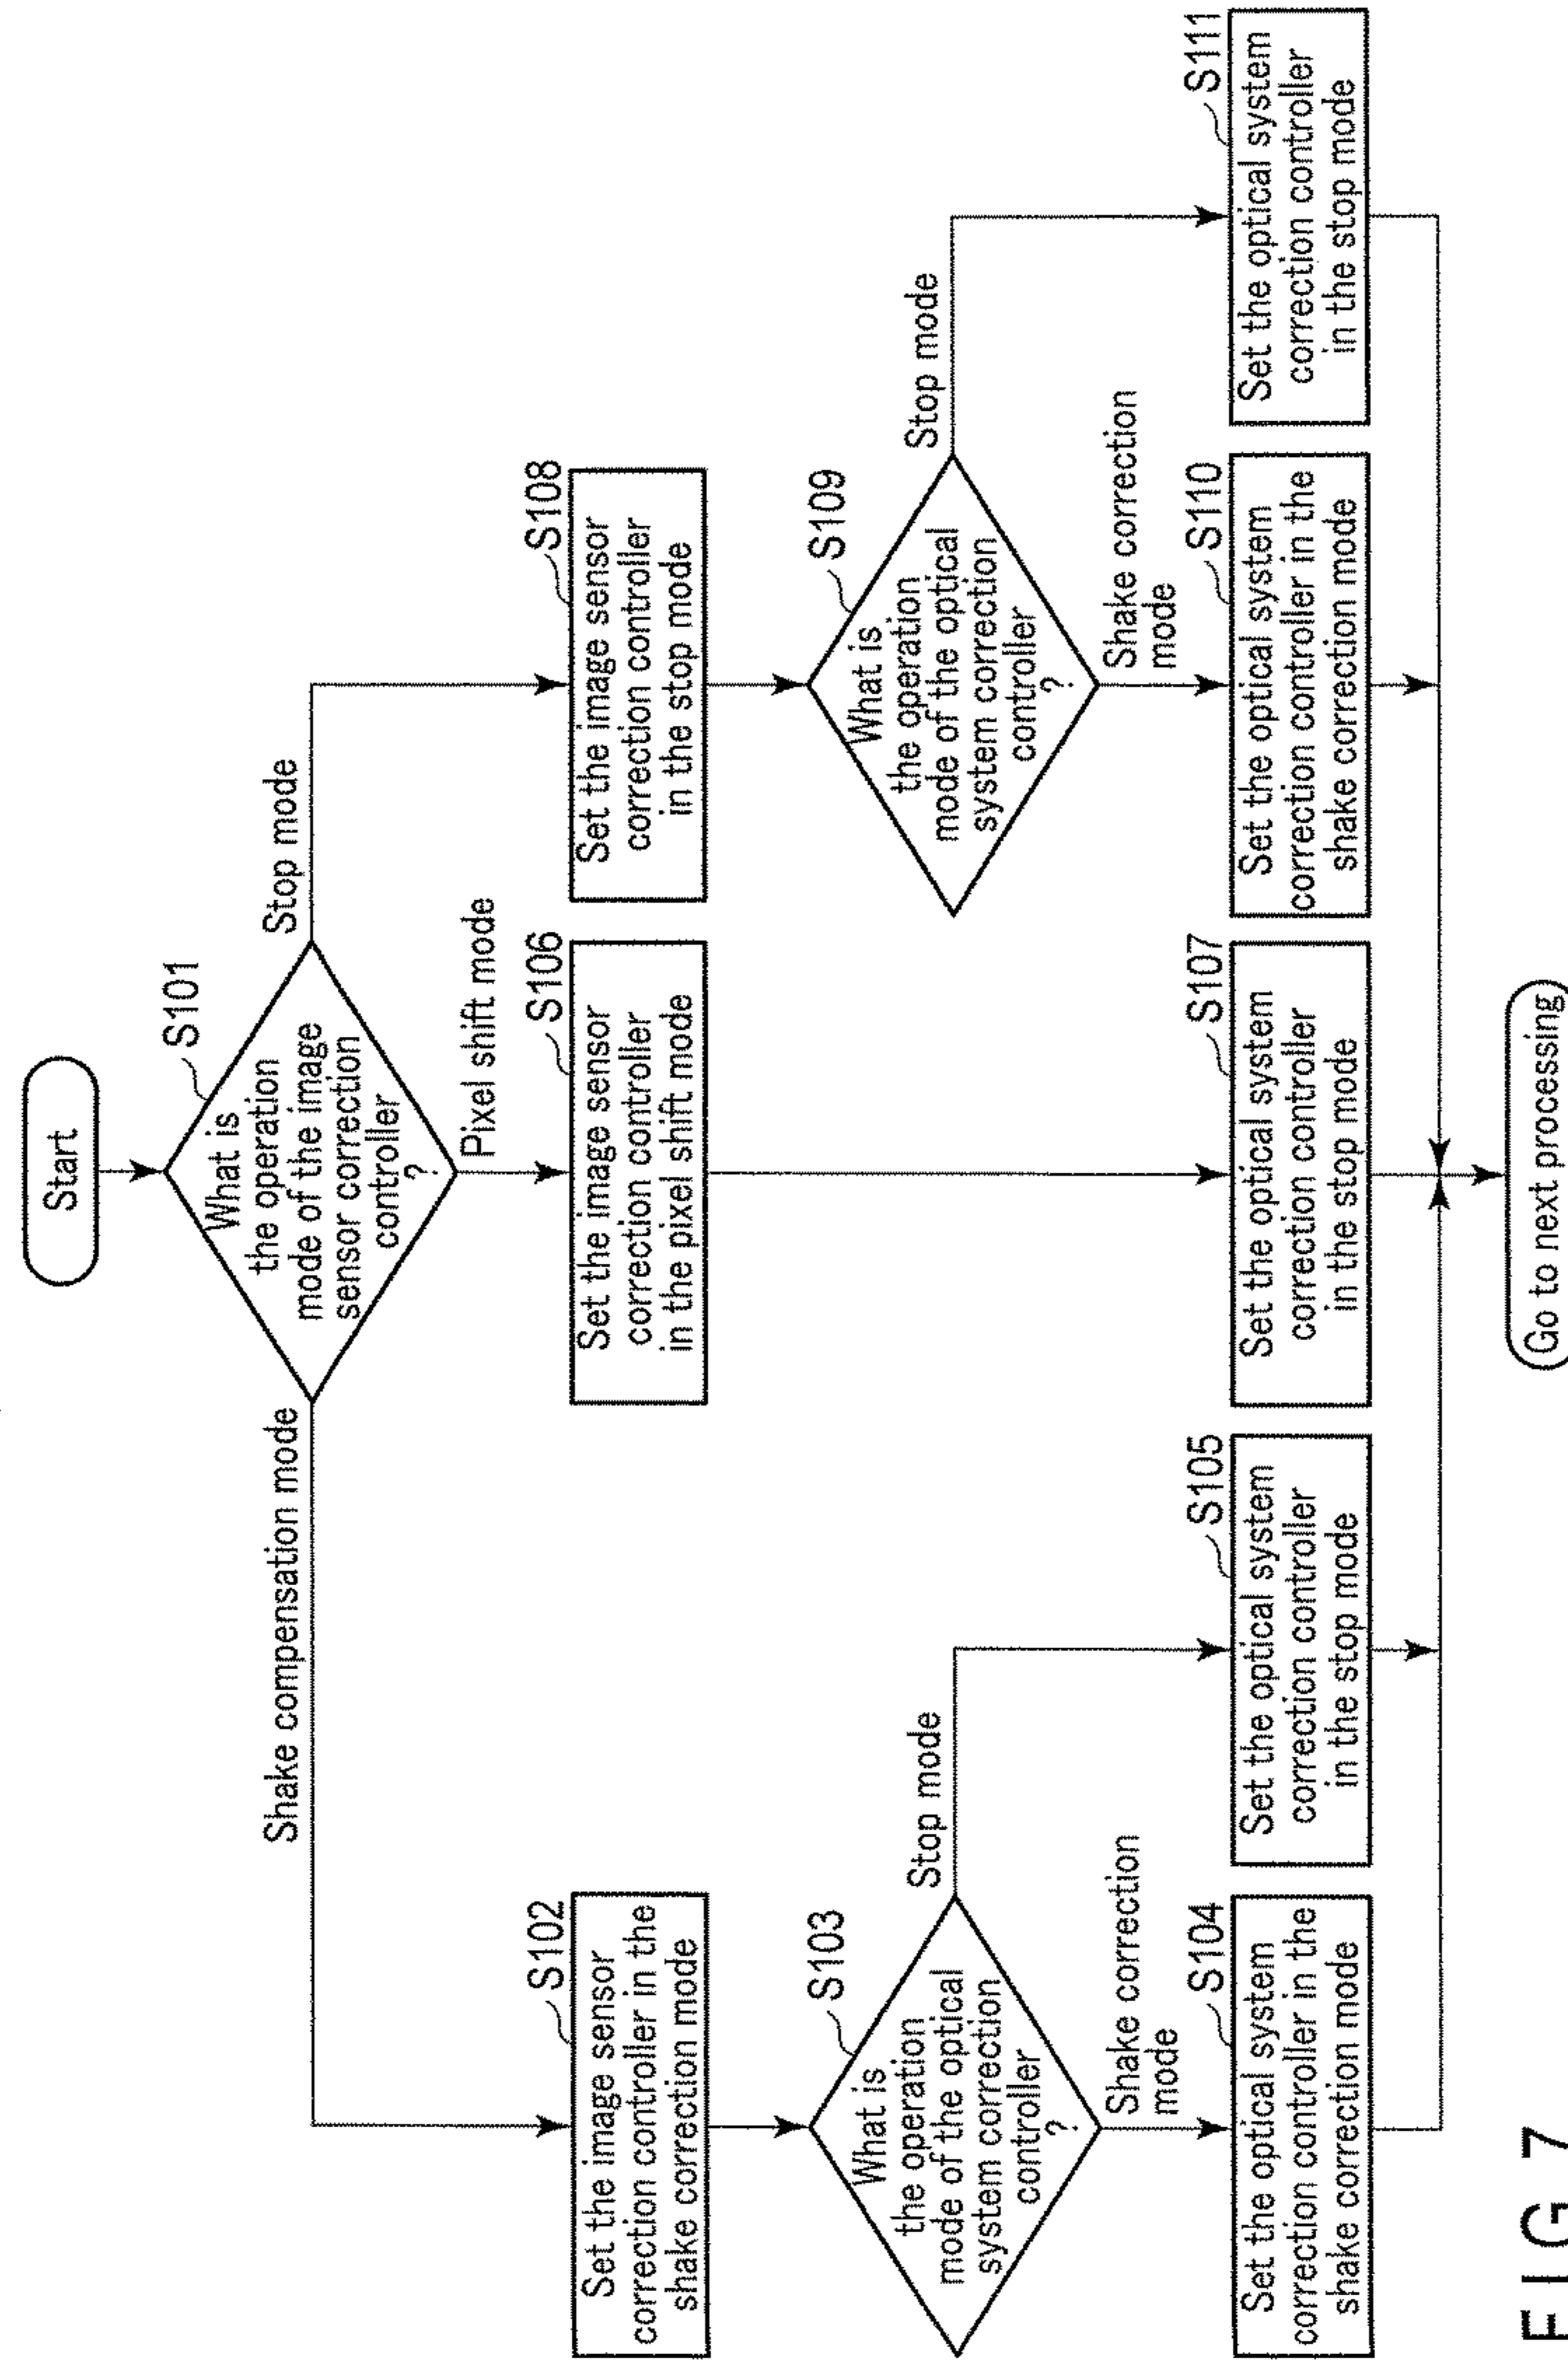 Start
S101
What is
the operation
mode of the image
sensor correction
controller
?
Shake compensation mode
Pixel shift mode
Stop mode
S102
Set the image sensor
correction controller in the
shake correction mode
S106
Set the image sensor
correction controller
in the pixel shift mode
S108
Set the image sensor
correction controller
in the stop mode
S103
What is
the operation
mode of the optical
system correction
controller
?
Stop mode
Shake correction
mode
S109
What is
the operation
mode of the optical
system correction
controller
?
Stop mode
Shake correction
mode
S104
Set the optical system
correction controller in the
shake correction mode
S105
Set the optical system
correction controller
in the stop mode
S107
Set the optical system
correction controller
in the stop mode
S110
Set the optical system
correction controller in the
shake correction mode
S111
Set the optical system
correction controller
in the stop mode
Go to next processing
F I G. 7